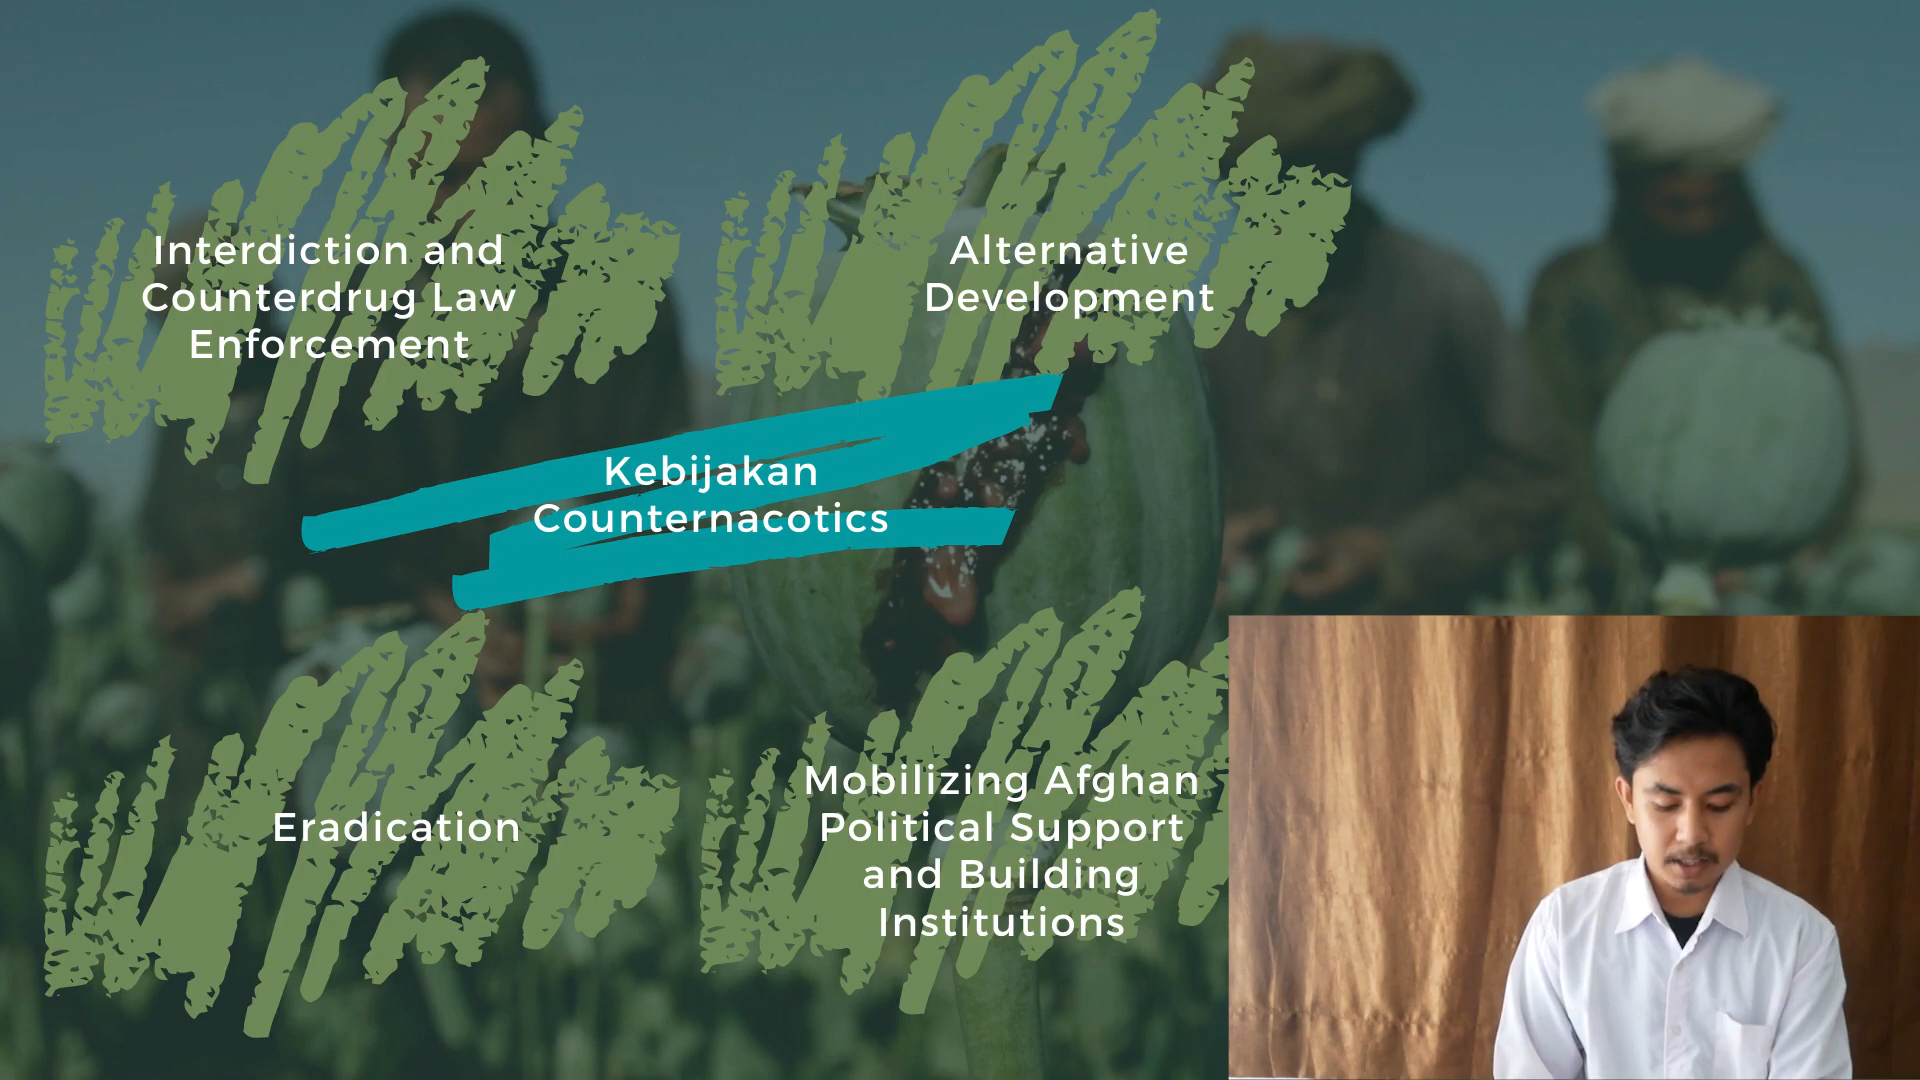 Interdiction and
Counterdrug Law
Enforcement
Alternative
Development
Kebijakan
Counternacotics
Eradication
Mobilizing Afghan
Political Support
and Building
Institutions